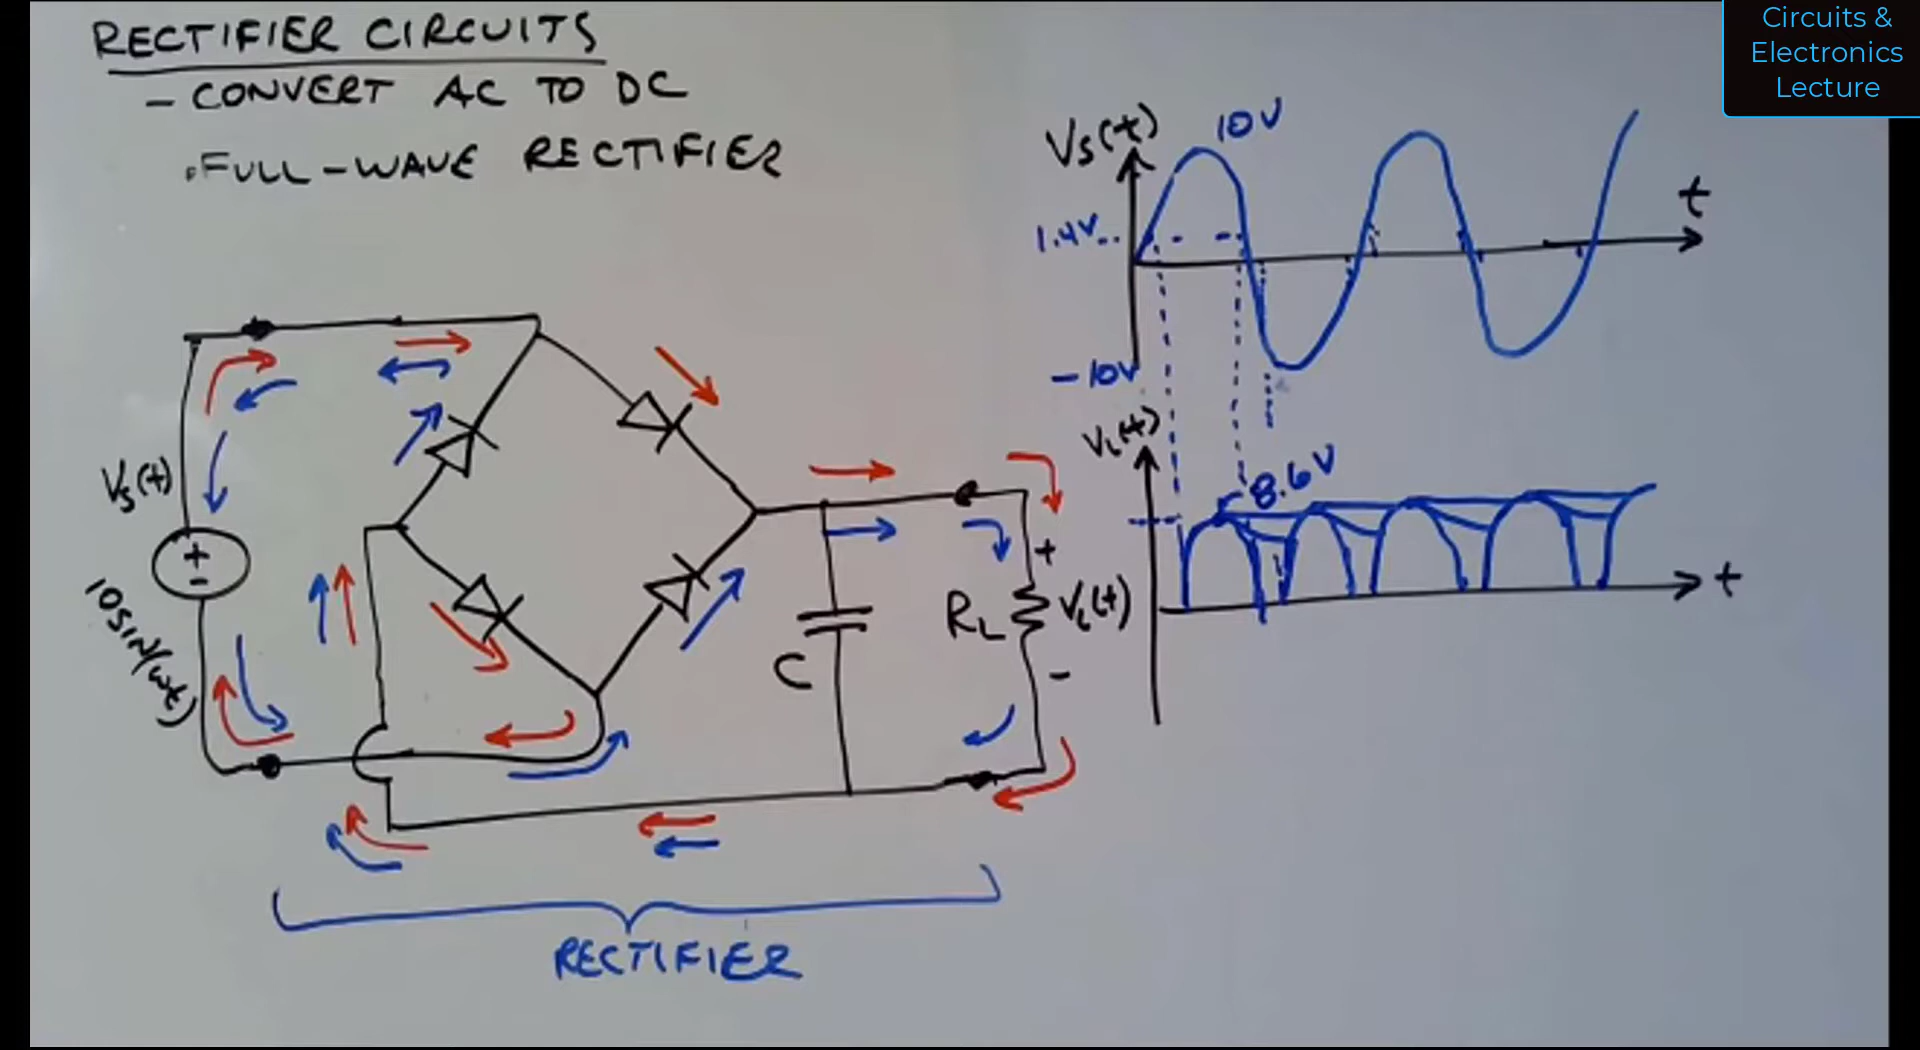 RECTIFIER CIRCUITS
- CONVERT AC TO DC
. FULL-WAVE RECTIFIER
Circuits &
Electronics
Lecture
Vs(t)
10V
t
1.4V
-10V
VL(t)
8.6V
t
Vs(t)
+
-
10SIN(ωt)
C
RL
+
VL(t)
-
RECTIFIER